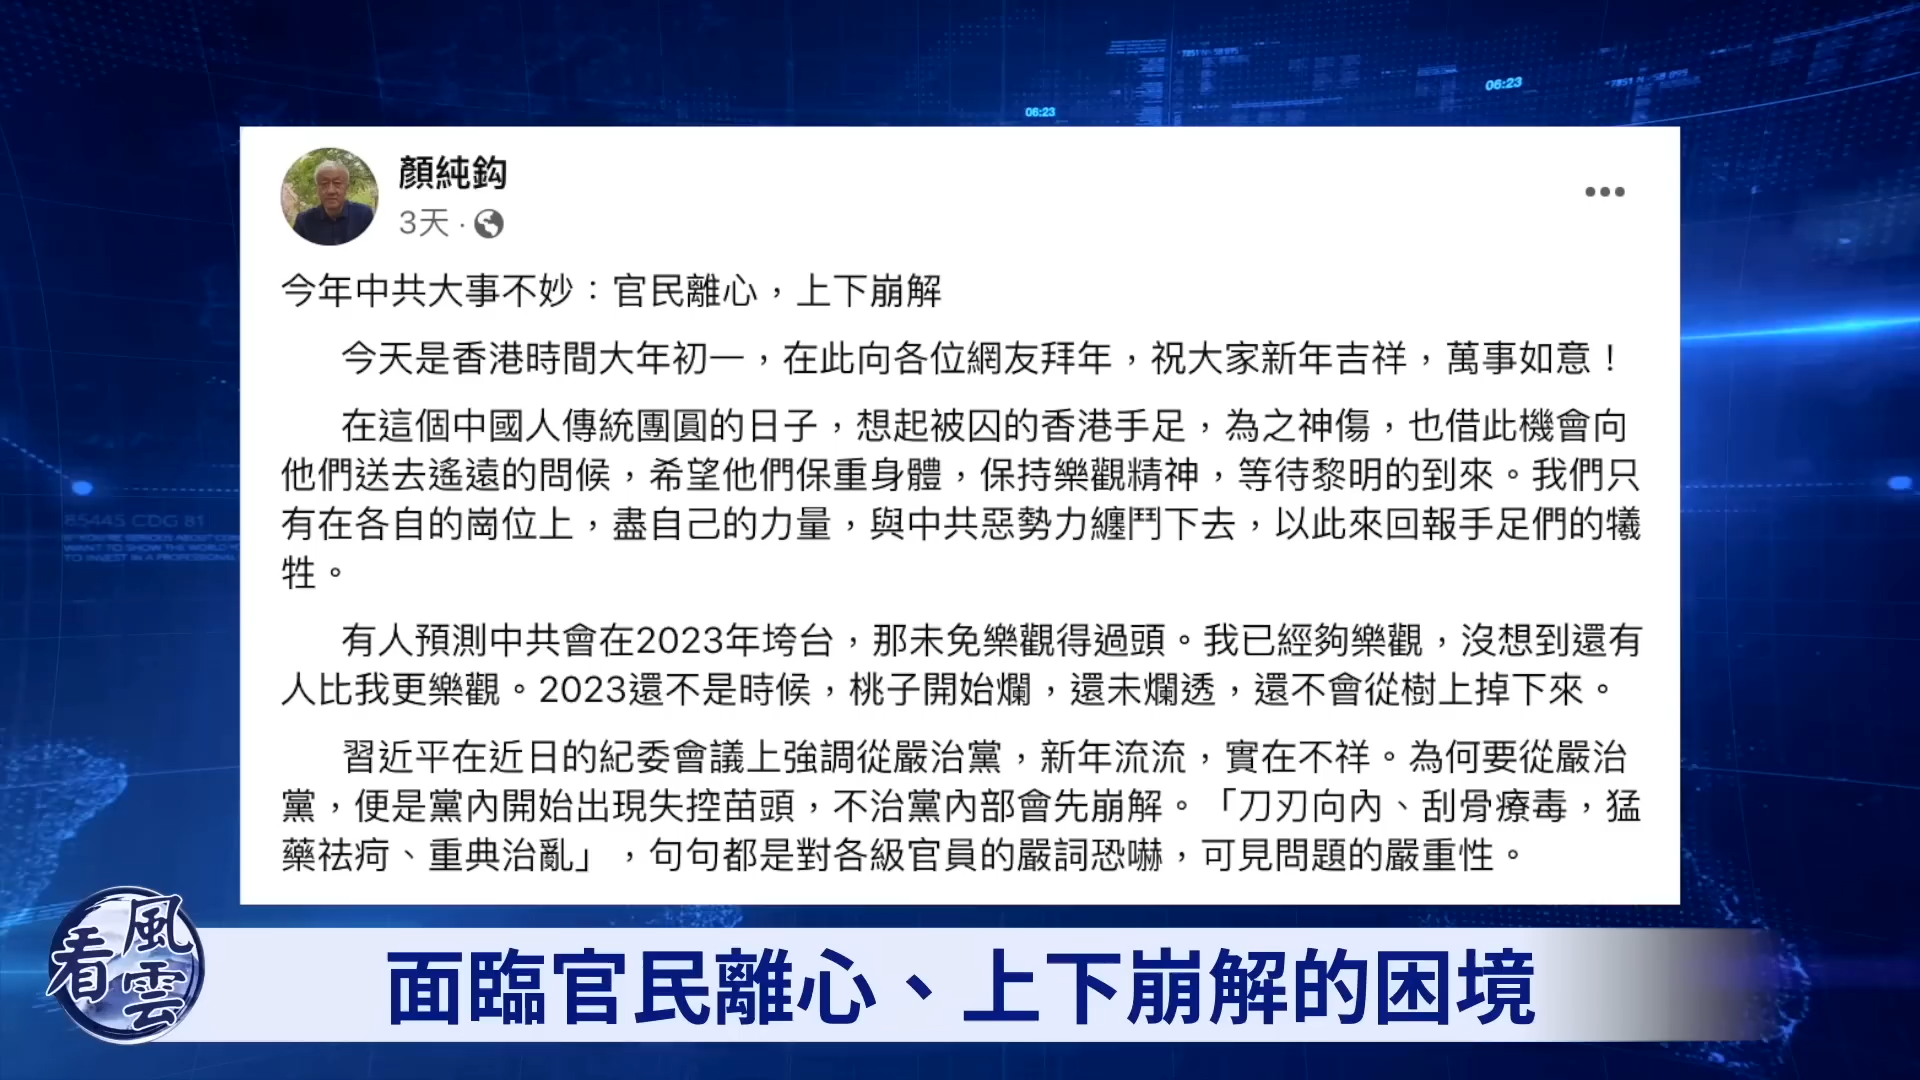 06:23
06:23
顏純鈎
3天 ·
今年中共大事不妙：官民離心，上下崩解
今天是香港時間大年初一，在此向各位網友拜年，祝大家新年吉祥，萬事如意！
在這個中國人傳統團圓的日子，想起被囚的香港手足，為之神傷，也借此機會向
他們送去遙遠的問候，希望他們保重身體，保持樂觀精神，等待黎明的到來。我們只
有在各自的崗位上，盡自己的力量，與中共惡勢力纏鬥下去，以此來回報手足們的犧
牲。
有人預測中共會在2023年垮台，那未免樂觀得過頭。我已經夠樂觀，沒想到還有
人比我更樂觀。2023還不是時候，桃子開始爛，還未爛透，還不會從樹上掉下來。
習近平在近日的紀委會議上強調從嚴治黨，新年流流，實在不祥。為何要從嚴治
黨，便是黨內開始出現失控苗頭，不治黨內部會先崩解。「刀刃向內、刮骨療毒，猛
藥祛疴、重典治亂」，句句都是對各級官員的嚴詞恐嚇，可見問題的嚴重性。
85445 CDG 81
看風雲
面臨官民離心、上下崩解的困境